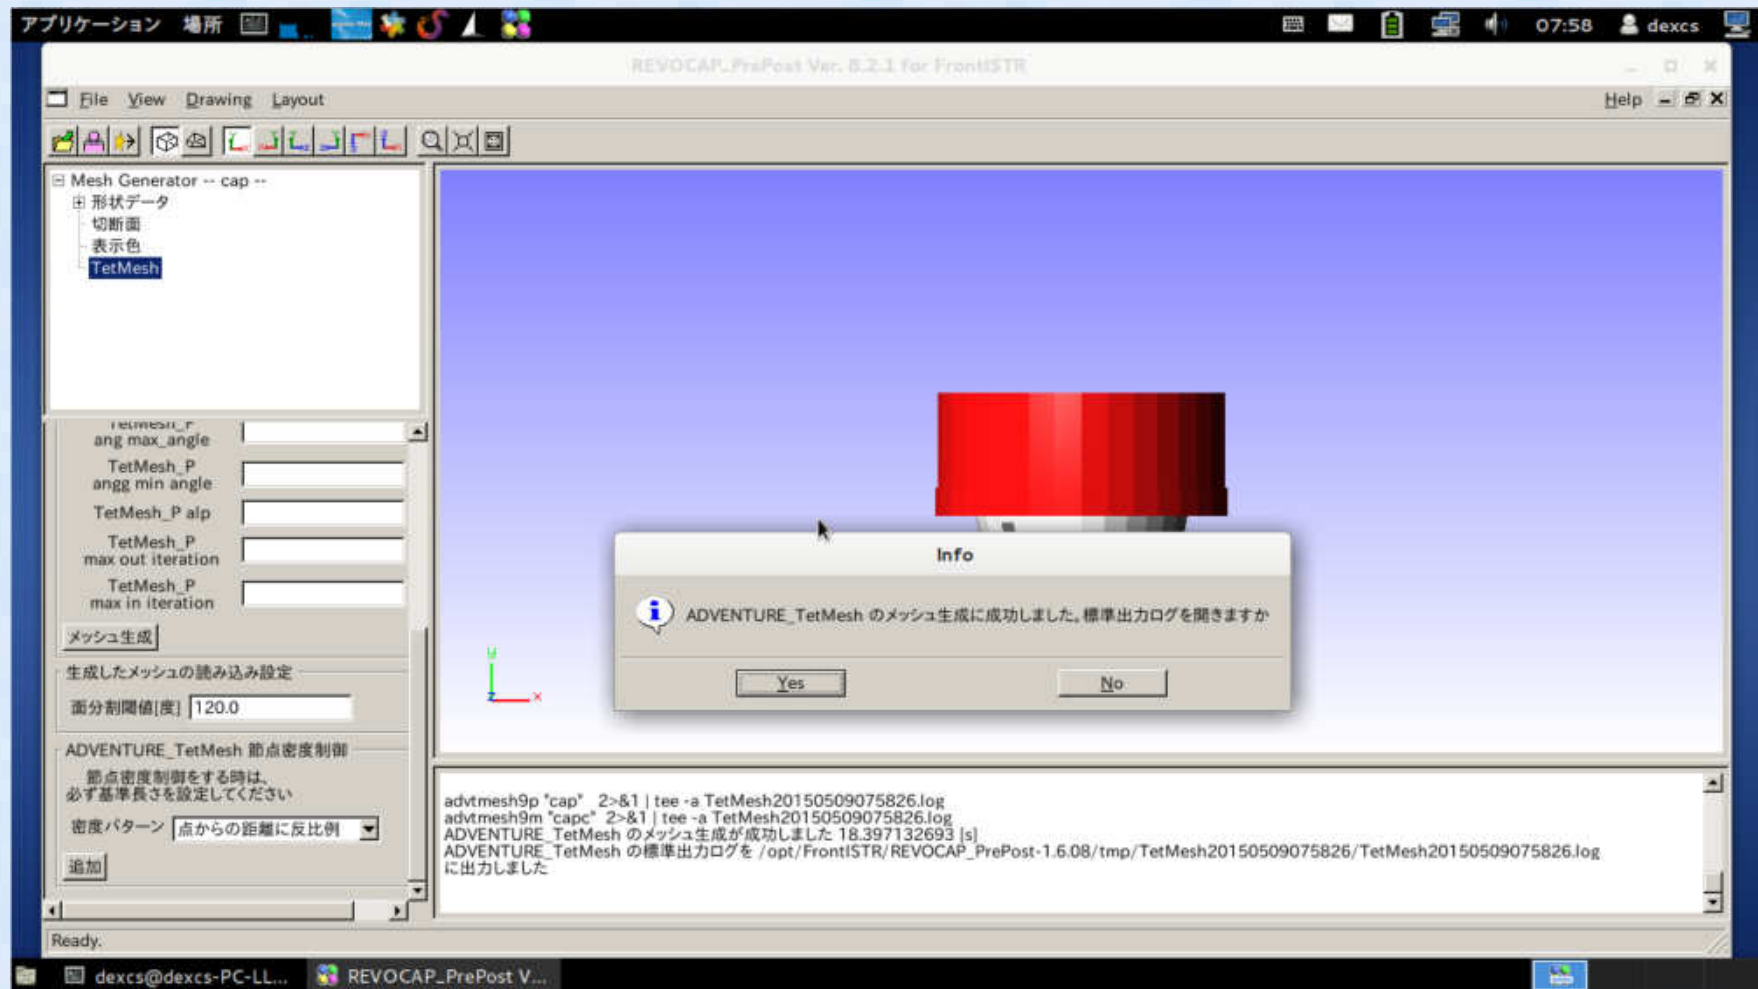 アプリケーション 場所 07:58 dexcs
REVOCAP_PrePost Ver. 8.2.1 for FrontISTR
File View Drawing Layout Help
Mesh Generator -- cap --
形状データ
切断面
表示色
TetMesh
TetMesh_P
ang max_angle
TetMesh_P
angg min angle
TetMesh_P alp
TetMesh_P
max out iteration
TetMesh_P
max in iteration
メッシュ生成
生成したメッシュの読み込み設定
面分割閾値[度] 120.0
ADVENTURE_TetMesh 節点密度制御
節点密度制御をする時は、
必ず基準長さを設定してください
密度パターン 点からの距離に反比例
追加
y
z x
Info
ADVENTURE_TetMesh のメッシュ生成に成功しました。標準出力ログを開きますか
Yes No
advtmesh9p "cap" 2>&1 | tee -a TetMesh20150509075826.log
advtmesh9m "capc" 2>&1 | tee -a TetMesh20150509075826.log
ADVENTURE_TetMesh のメッシュ生成が成功しました 18.397132693 [s]
ADVENTURE_TetMesh の標準出力ログを /opt/FrontISTR/REVOCAP_PrePost-1.6.08/tmp/TetMesh20150509075826/TetMesh20150509075826.log
に出力しました
Ready.
dexcs@dexcs-PC-LL... REVOCAP_PrePost V...